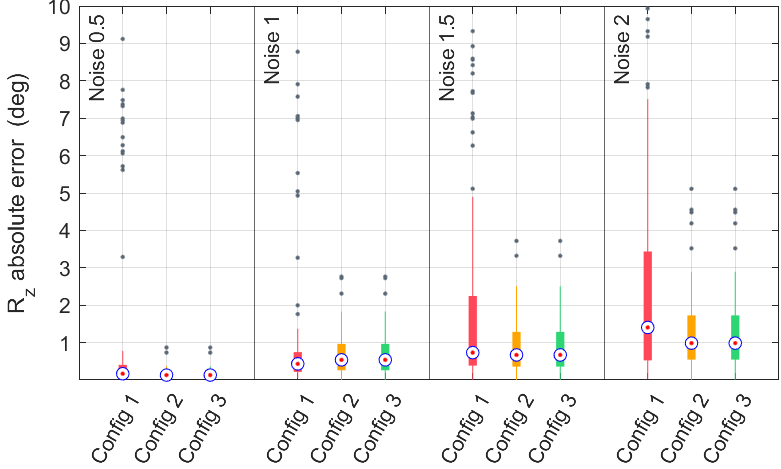 R_z absolute error (deg)
10
9
8
7
6
5
4
3
2
1
Noise 0.5
Noise 1
Noise 1.5
Noise 2
Config 1
Config 2
Config 3
Config 1
Config 2
Config 3
Config 1
Config 2
Config 3
Config 1
Config 2
Config 3